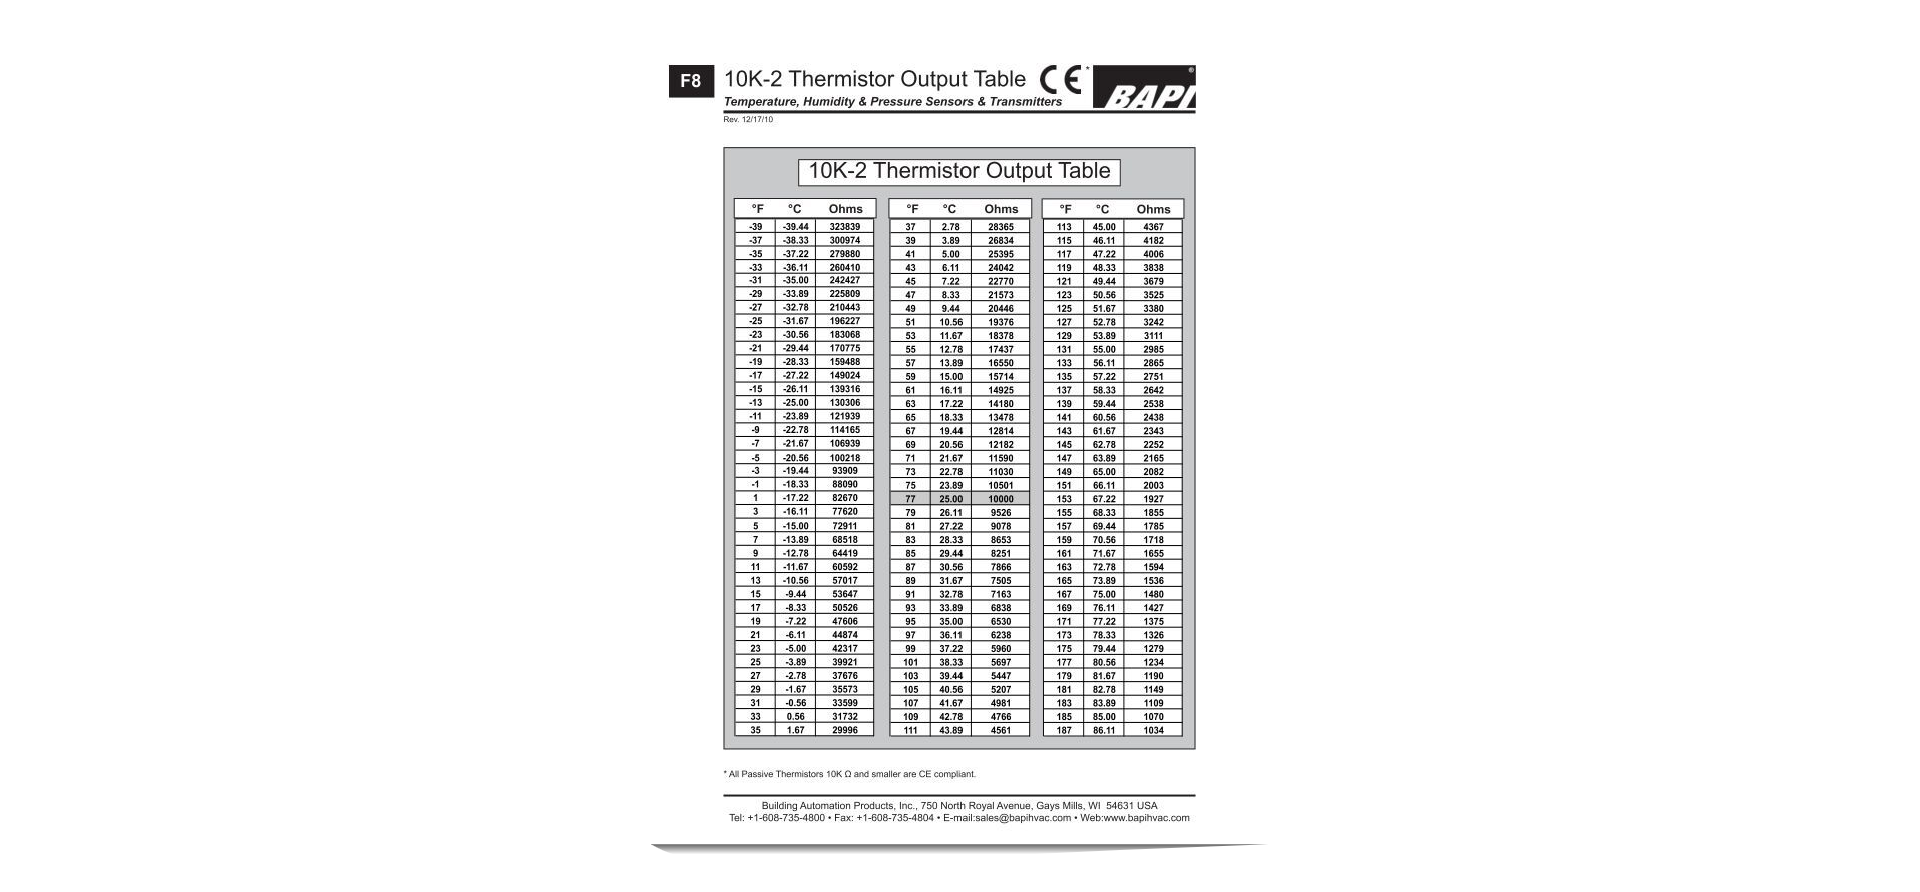 F8
10K-2 Thermistor Output Table CE *
BAPI ®
Temperature, Humidity & Pressure Sensors & Transmitters
Rev. 12/17/10
10K-2 Thermistor Output Table
°F °C Ohms °F °C Ohms °F °C Ohms
-39 -39.44 323839 37 2.78 28365 113 45.00 4367
-37 -38.33 300974 39 3.89 26834 115 46.11 4182
-35 -37.22 279880 41 5.00 25395 117 47.22 4006
-33 -36.11 260410 43 6.11 24042 119 48.33 3838
-31 -35.00 242427 45 7.22 22770 121 49.44 3679
-29 -33.89 225809 47 8.33 21573 123 50.56 3525
-27 -32.78 210443 49 9.44 20446 125 51.67 3380
-25 -31.67 196227 51 10.56 19376 127 52.78 3242
-23 -30.56 183068 53 11.67 18378 129 53.89 3111
-21 -29.44 170775 55 12.78 17437 131 55.00 2985
-19 -28.33 159488 57 13.89 16550 133 56.11 2865
-17 -27.22 149024 59 15.00 15714 135 57.22 2751
-15 -26.11 139316 61 16.11 14925 137 58.33 2642
-13 -25.00 130306 63 17.22 14180 139 59.44 2538
-11 -23.89 121939 65 18.33 13478 141 60.56 2438
-9 -22.78 114165 67 19.44 12814 143 61.67 2343
-7 -21.67 106939 69 20.56 12182 145 62.78 2252
-5 -20.56 100218 71 21.67 11590 147 63.89 2165
-3 -19.44 93909 73 22.78 11030 149 65.00 2082
-1 -18.33 88090 75 23.89 10501 151 66.11 2003
1 -17.22 82670 77 25.00 10000 153 67.22 1927
3 -16.11 77620 79 26.11 9526 155 68.33 1855
5 -15.00 72911 81 27.22 9078 157 69.44 1785
7 -13.89 68518 83 28.33 8653 159 70.56 1718
9 -12.78 64419 85 29.44 8251 161 71.67 1655
11 -11.67 60592 87 30.56 7866 163 72.78 1594
13 -10.56 57017 89 31.67 7505 165 73.89 1536
15 -9.44 53647 91 32.78 7163 167 75.00 1480
17 -8.33 50526 93 33.89 6838 169 76.11 1427
19 -7.22 47606 95 35.00 6530 171 77.22 1375
21 -6.11 44874 97 36.11 6238 173 78.33 1326
23 -5.00 42317 99 37.22 5960 175 79.44 1279
25 -3.89 39921 101 38.33 5697 177 80.56 1234
27 -2.78 37676 103 39.44 5447 179 81.67 1190
29 -1.67 35573 105 40.56 5207 181 82.78 1149
31 -0.56 33599 107 41.67 4981 183 83.89 1109
33 0.56 31732 109 42.78 4766 185 85.00 1070
35 1.67 29996 111 43.89 4561 187 86.11 1034
* All Passive Thermistors 10K Ω and smaller are CE compliant.
Building Automation Products, Inc., 750 North Royal Avenue, Gays Mills, WI 54631 USA
Tel: +1-608-735-4800 • Fax: +1-608-735-4804 • E-mail:sales@bapihvac.com • Web:www.bapihvac.com